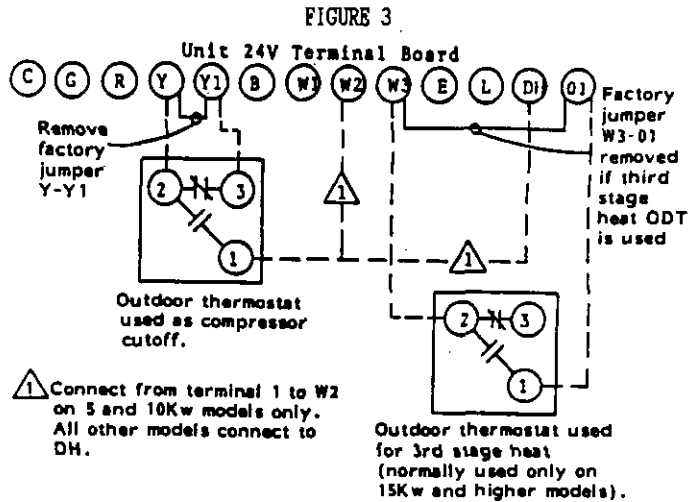 FIGURE 3
Unit 24V Terminal Board
C G R Y Y1 B W1 W2 W3 E L DH 01
Remove
factory
jumper
Y-Y1
Factory
jumper
W3-01
removed
if third
stage
heat ODT
is used
2 3
1
1
1
Outdoor thermostat
used as compressor
cutoff.
2 3
1
1 Connect from terminal 1 to W2
on 5 and 10Kw models only.
All other models connect to
DH.
Outdoor thermostat used
for 3rd stage heat
(normally used only on
15Kw and higher models).